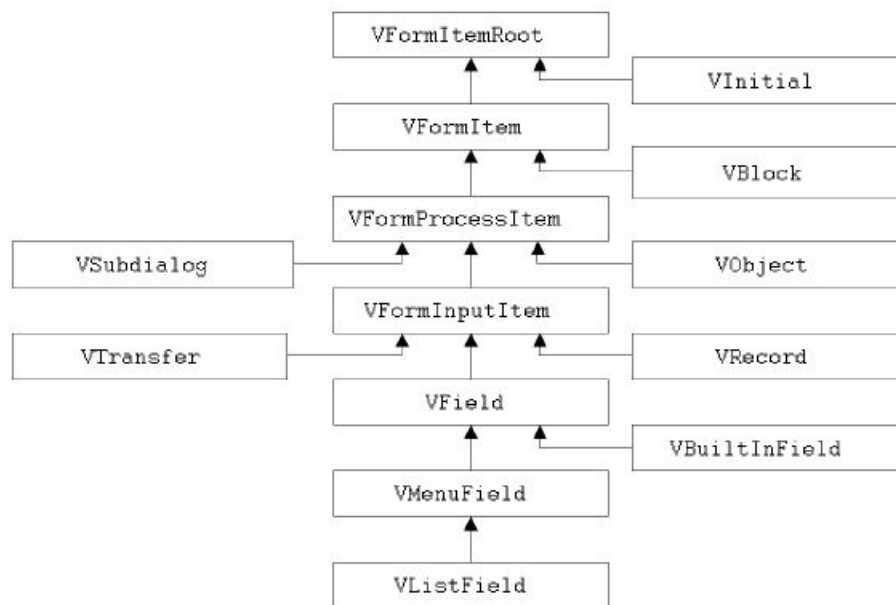 VFormItemRoot
VInitial
VFormItem
VBlock
VFormProcessItem
VSubdialog
VObject
VFormInputItem
VTransfer
VRecord
VField
VBuiltInField
VMenuField
VListField